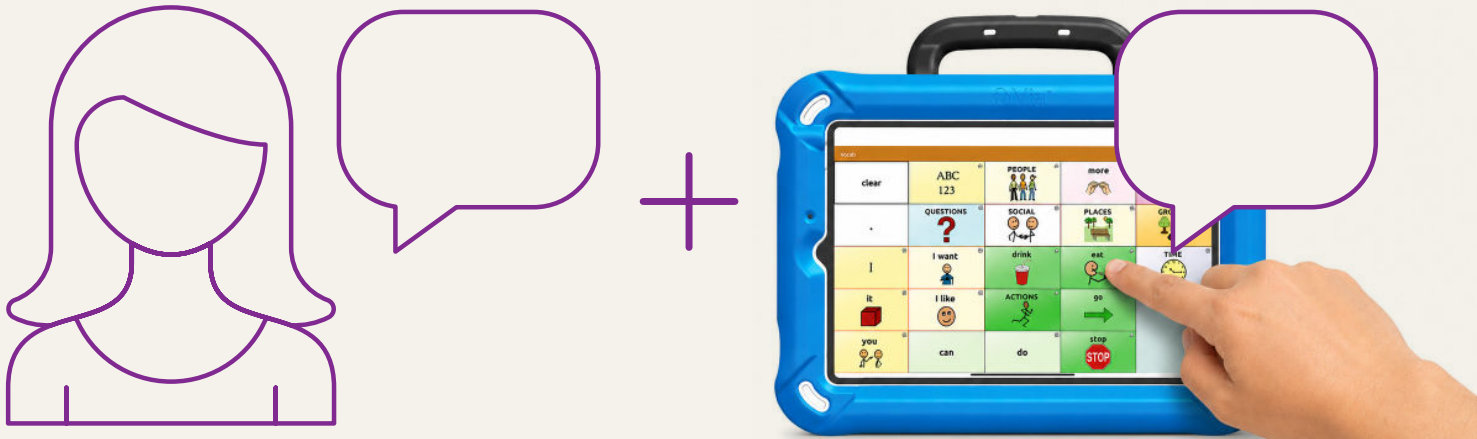 clear
ABC
123
PEOPLE
more
.
QUESTIONS
?
SOCIAL
PLACES
I
I want
drink
eat
TIME
it
I like
ACTIONS
go
you
can
do
stop
STOP